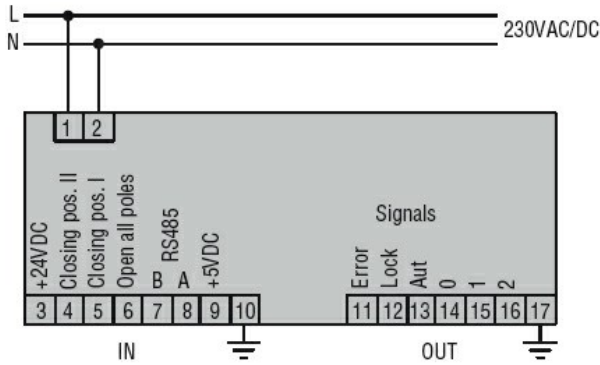 L
N
230VAC/DC
1 2
+24VDC
Closing pos. II
Closing pos. I
Open all poles
RS485
B A
+5VDC
Signals
Error
Lock
Aut
0
1
2
3 4 5 6 7 8 9 10
11 12 13 14 15 16 17
IN
OUT